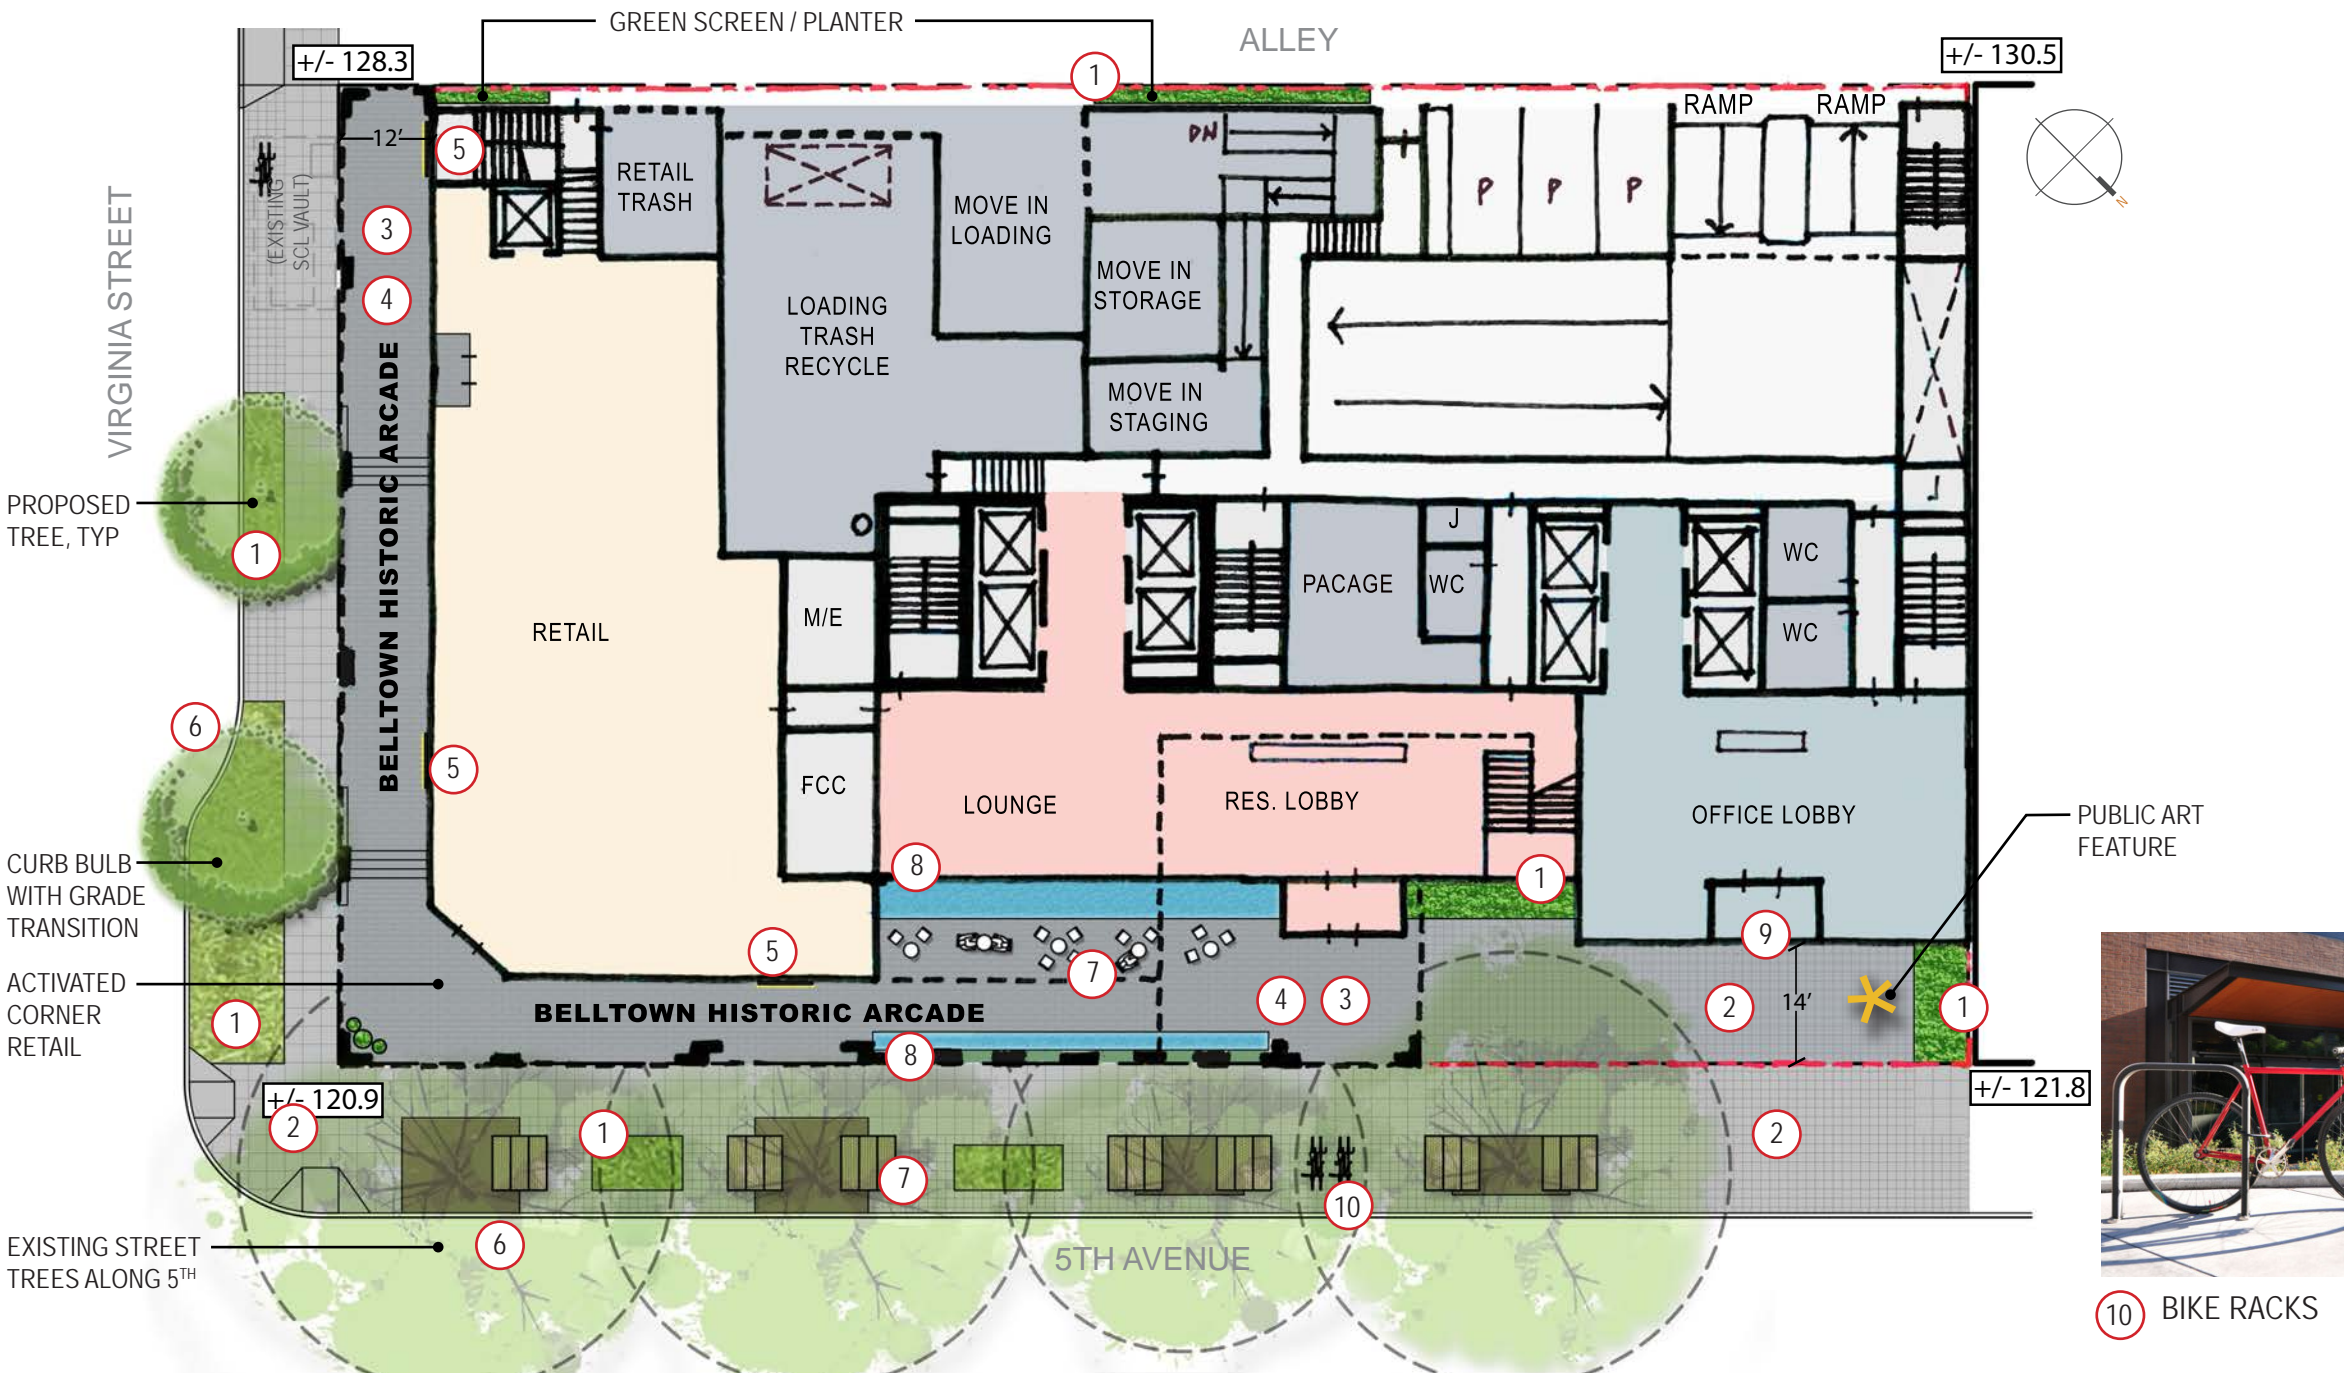 GREEN SCREEN / PLANTER
ALLEY
+/- 128.3
+/- 130.5
1
RAMP
RAMP
12'
5
DN
RETAIL
TRASH
P
P
P
N
(EXISTING
SCL VAULT)
MOVE IN
LOADING
3
MOVE IN
STORAGE
4
LOADING
TRASH
RECYCLE
VIRGINIA STREET
MOVE IN
STAGING
BELLTOWN HISTORIC ARCADE
PROPOSED
TREE, TYP
1
J
J
PACAGE
WC
WC
WC
M/E
RETAIL
6
5
FCC
LOUNGE
RES. LOBBY
OFFICE LOBBY
PUBLIC ART
FEATURE
CURB BULB
WITH GRADE
TRANSITION
8
1
9
5
7
ACTIVATED
CORNER
RETAIL
1
BELLTOWN HISTORIC ARCADE
4
3
2
14'
1
8
+/- 120.9
+/- 121.8
2
1
2
7
10
EXISTING STREET
TREES ALONG 5TH
6
5TH AVENUE
10 BIKE RACKS